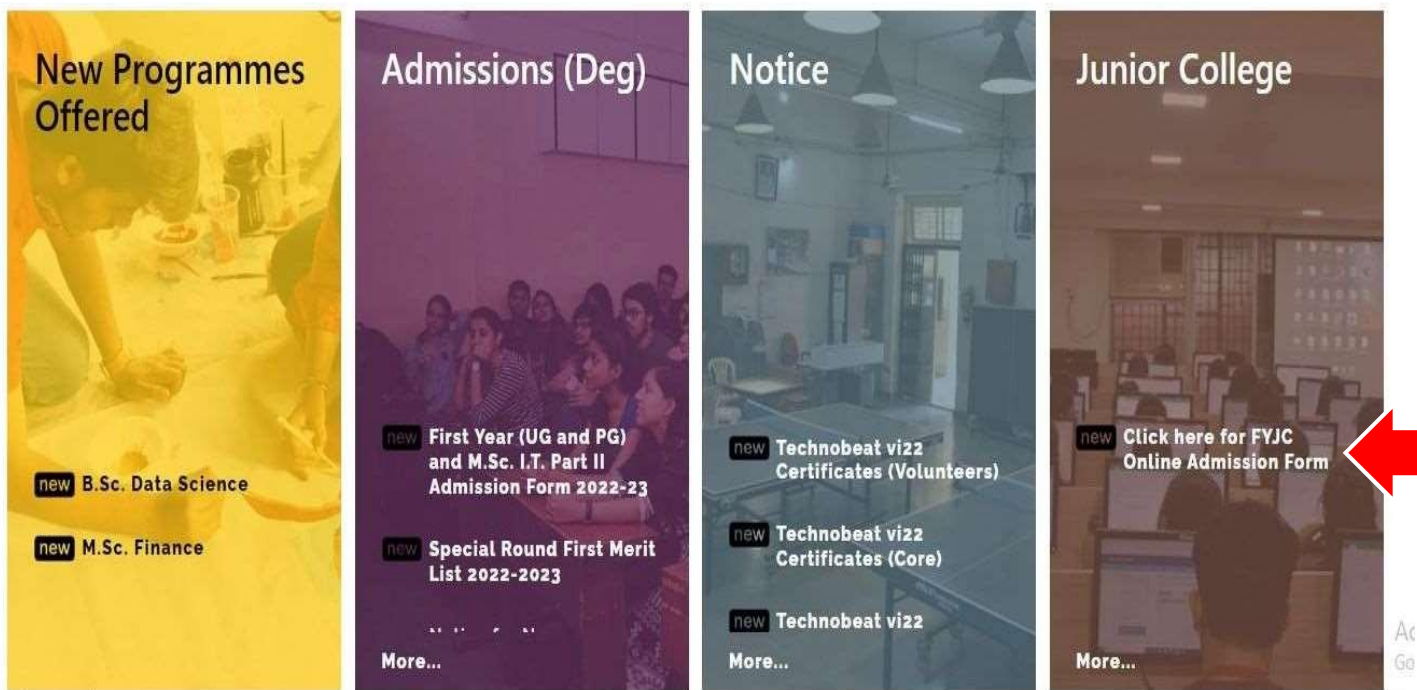 New Programmes
Offered
new B.Sc. Data Science
new M.Sc. Finance
Admissions (Deg)
new First Year (UG and PG)
and M.Sc. I.T. Part II
Admission Form 2022-23
new Special Round First Merit
List 2022-2023
More...
Notice
new Technobeat vi22
Certificates (Volunteers)
new Technobeat vi22
Certificates (Core)
new Technobeat vi22
More...
Junior College
new Click here for FYJC
Online Admission Form
More...